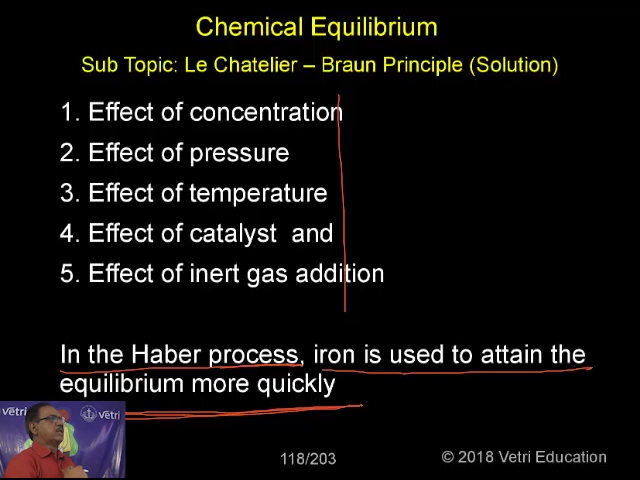 Chemical Equilibrium
Sub Topic: Le Chatelier – Braun Principle (Solution)
1. Effect of concentration
2. Effect of pressure
3. Effect of temperature
4. Effect of catalyst and
5. Effect of inert gas addition
In the Haber process, iron is used to attain the
equilibrium more quickly
Vetri Vetri
118/203
© 2018 Vetri Education